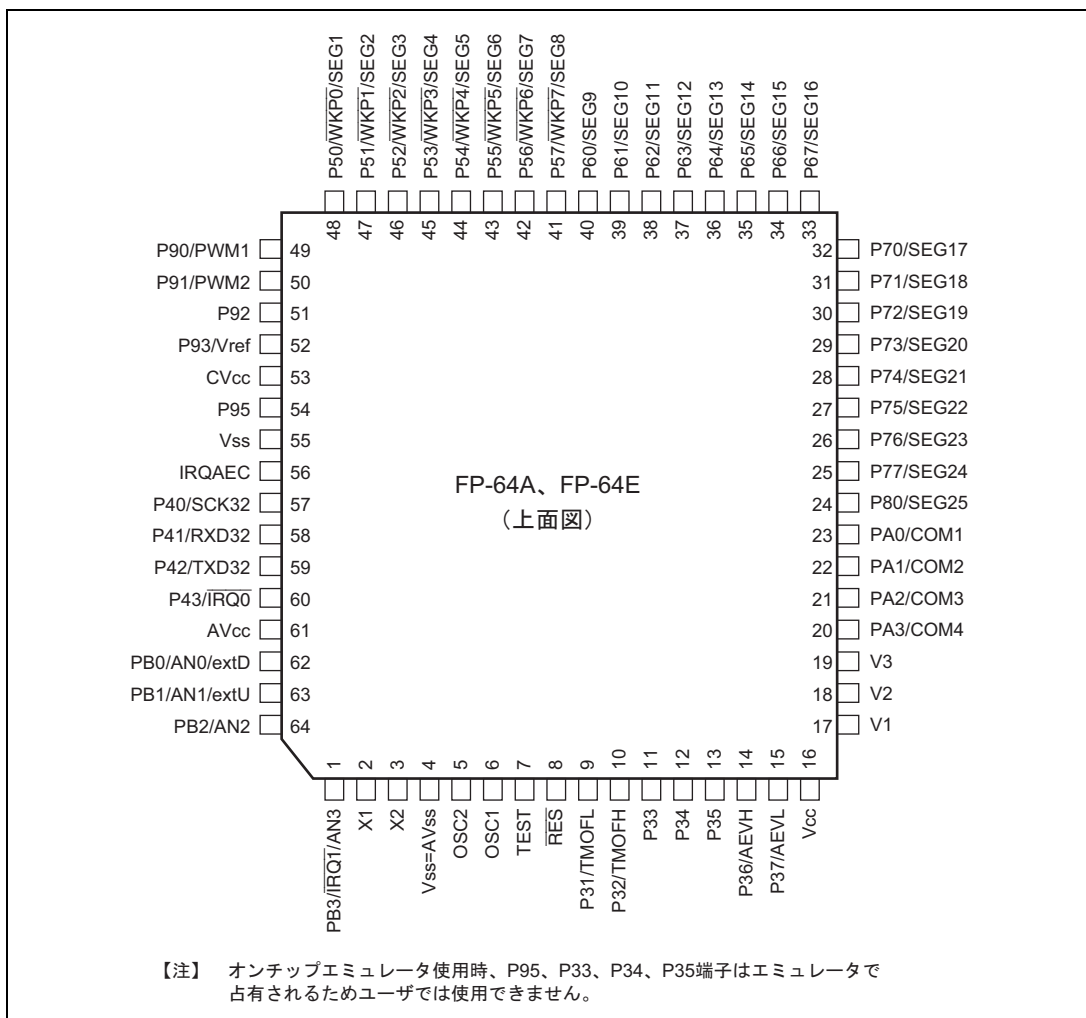 P50/WKP0/SEG1
P51/WKP1/SEG2
P52/WKP2/SEG3
P53/WKP3/SEG4
P54/WKP4/SEG5
P55/WKP5/SEG6
P56/WKP6/SEG7
P57/WKP7/SEG8
P60/SEG9
P61/SEG10
P62/SEG11
P63/SEG12
P64/SEG13
P65/SEG14
P66/SEG15
P67/SEG16
48 47 46 45 44 43 42 41 40 39 38 37 36 35 34 33
P90/PWM1 49
P91/PWM2 50
P92 51
P93/Vref 52
CVcc 53
P95 54
Vss 55
IRQAEC 56
P40/SCK32 57
P41/RXD32 58
P42/TXD32 59
P43/IRQ0 60
AVcc 61
PB0/AN0/extD 62
PB1/AN1/extU 63
PB2/AN2 64
FP-64A、FP-64E
（上面図）
32 P70/SEG17
31 P71/SEG18
30 P72/SEG19
29 P73/SEG20
28 P74/SEG21
27 P75/SEG22
26 P76/SEG23
25 P77/SEG24
24 P80/SEG25
23 PA0/COM1
22 PA1/COM2
21 PA2/COM3
20 PA3/COM4
19 V3
18 V2
17 V1
1 2 3 4 5 6 7 8 9 10 11 12 13 14 15 16
PB3/IRQ1/AN3
X1
X2
Vss=AVss
OSC2
OSC1
TEST
RES
P31/TMOFL
P32/TMOFH
P33
P34
P35
P36/AEVH
P37/AEVL
Vcc
【注】 オンチップエミュレータ使用時、P95、P33、P34、P35端子はエミュレータで
占有されるためユーザでは使用できません。